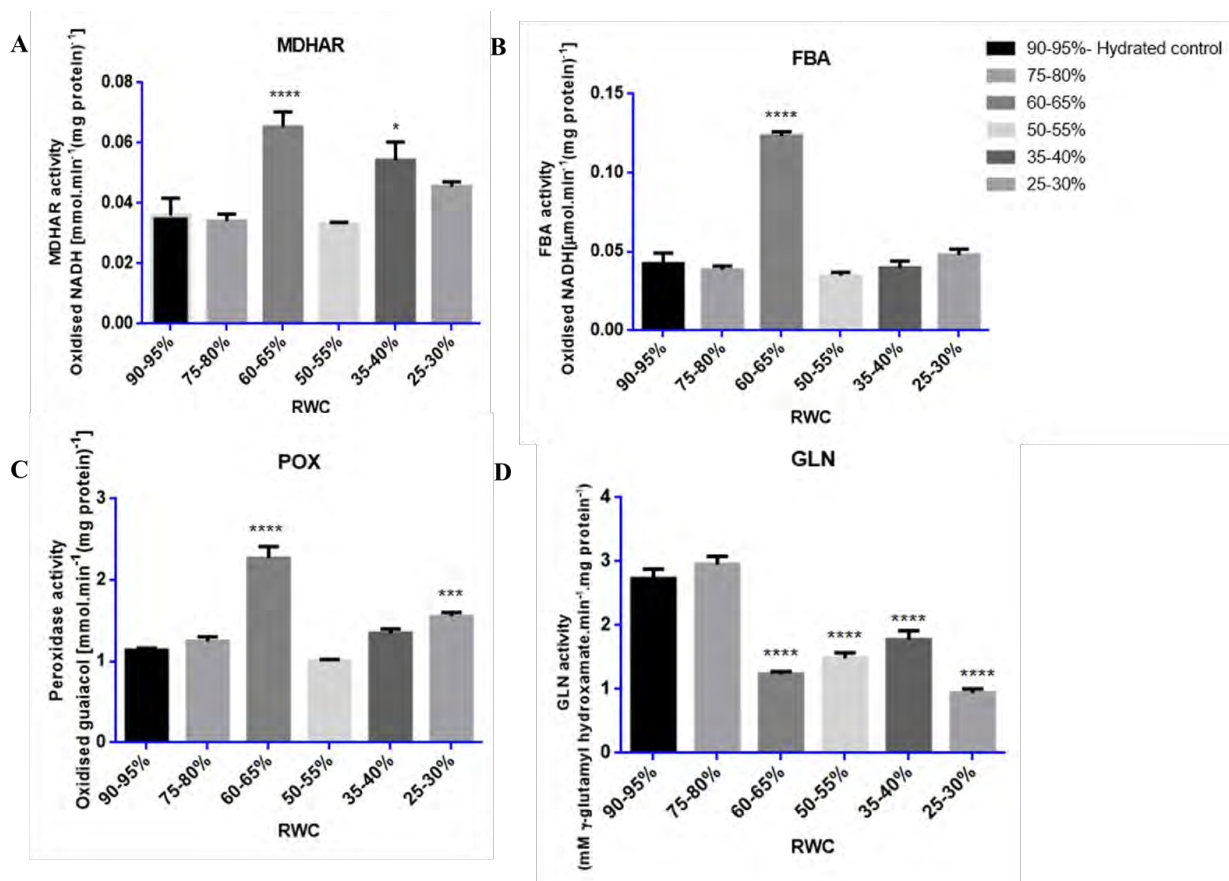 A
MDHAR
MDHAR activity
Oxidised NADH [mmol.min⁻¹(mg protein)⁻¹]
0.08
0.06
0.04
0.02
0.00
****
*
90-95%
75-80%
60-65%
50-55%
35-40%
25-30%
RWC
B
FBA
FBA activity
Oxidised NADH[μmol.min⁻¹(mg protein)⁻¹]
0.15
0.10
0.05
0.00
****
90-95%
75-80%
60-65%
50-55%
35-40%
25-30%
RWC
90-95%- Hydrated control
75-80%
60-65%
50-55%
35-40%
25-30%
C
POX
Peroxidase activity
Oxidised guaiacol [mmol.min⁻¹(mg protein)⁻¹]
3
2
1
0
****
***
90-95%
75-80%
60-65%
50-55%
35-40%
25-30%
RWC
D
GLN
GLN activity
(mM γ-glutamyl hydroxamate.min⁻¹.mg protein⁻¹)
4
3
2
1
0
****
****
****
****
90-95%
75-80%
60-65%
50-55%
35-40%
25-30%
RWC